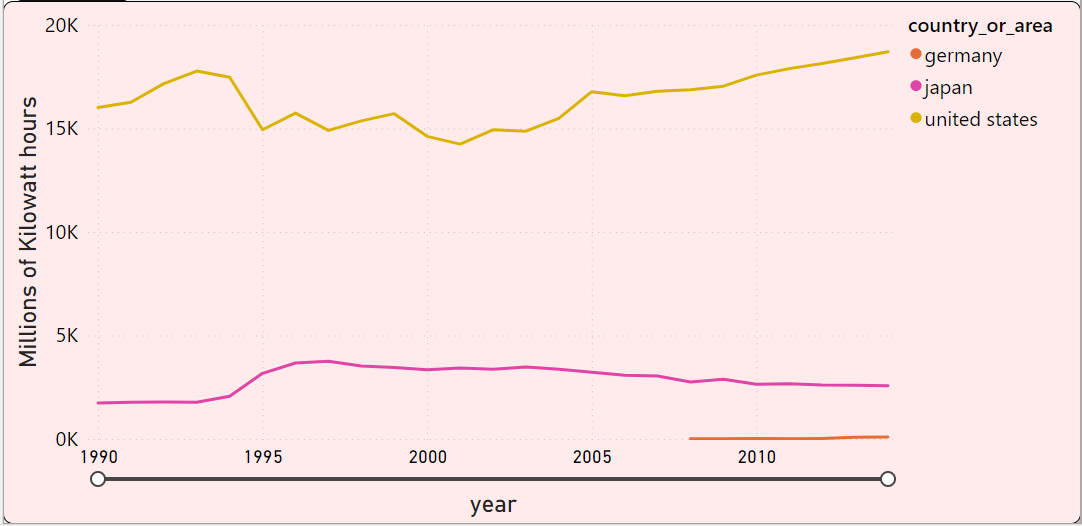 20K
15K
10K
5K
0K
Millions of Kilowatt hours
1990 1995 2000 2005 2010
year
country_or_area
germany
japan
united states